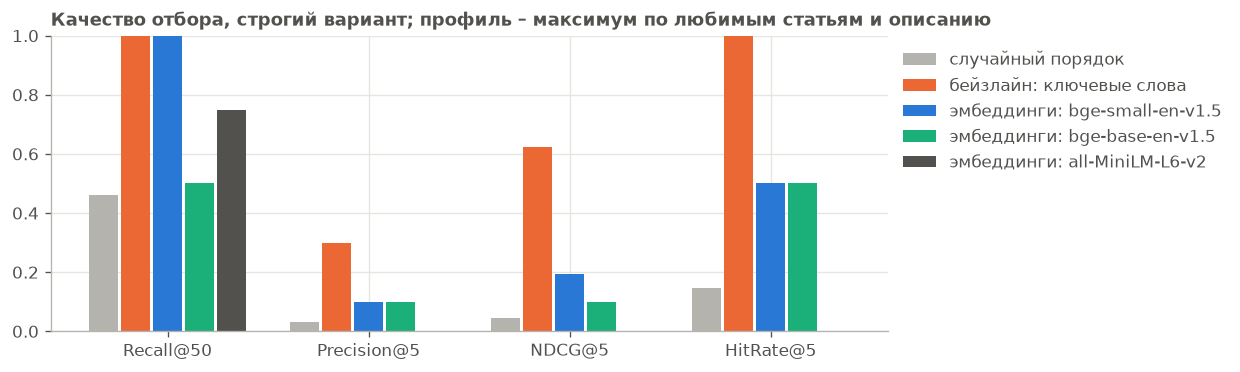 Качество отбора, строгий вариант; профиль – максимум по любимым статьям и описанию
1.0
0.8
0.6
0.4
0.2
0.0
Recall@50 Precision@5 NDCG@5 HitRate@5
случайный порядок
бейзлайн: ключевые слова
эмбеддинги: bge-small-en-v1.5
эмбеддинги: bge-base-en-v1.5
эмбеддинги: all-MiniLM-L6-v2